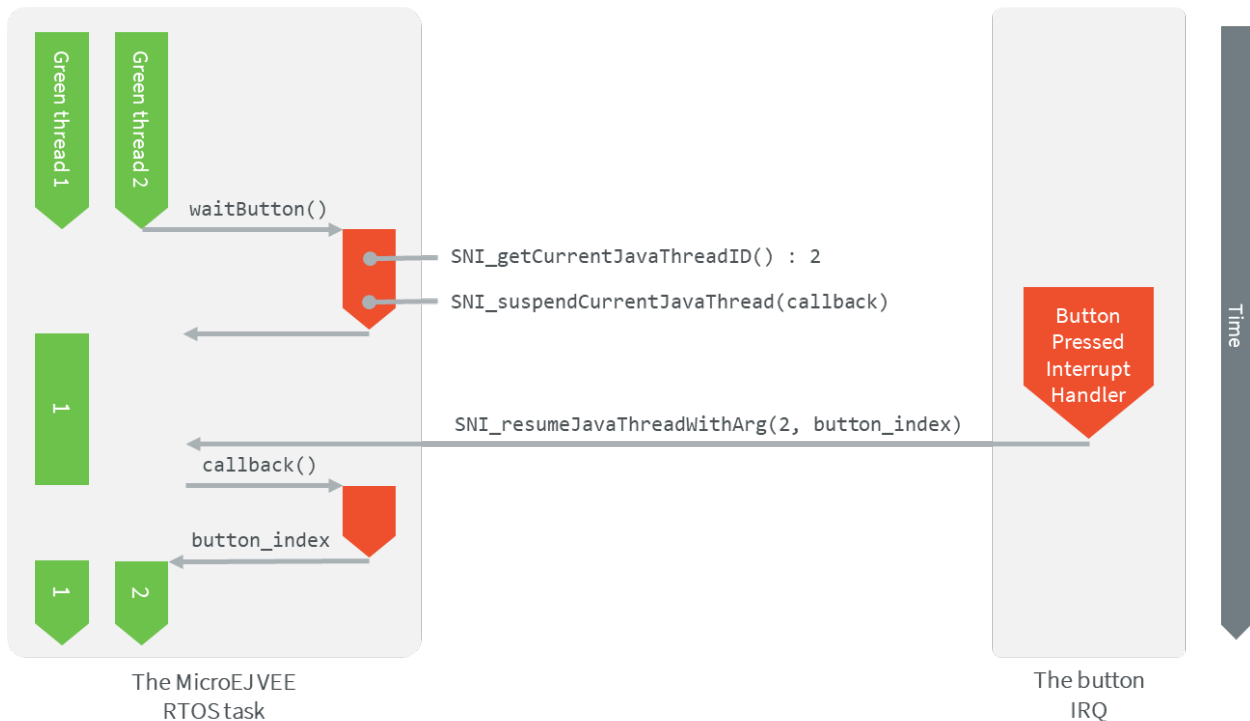 Green thread 1
Green thread 2
waitButton()
SNI_getCurrentJavaThreadID() : 2
SNI_suspendCurrentJavaThread(callback)
Button
Pressed
Interrupt
Handler
Time
1
SNI_resumeJavaThreadWithArg(2, button_index)
callback()
button_index
1
2
The MicroEJ VEE
RTOS task
The button
IRQ